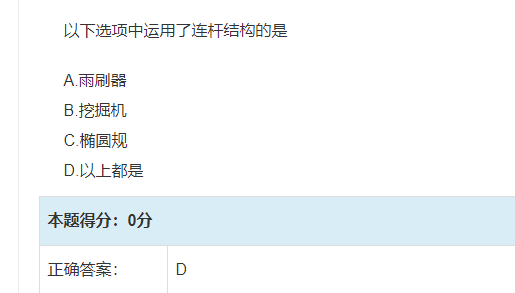 以下选项中运用了连杆结构的是
A.雨刷器
B.挖掘机
C.椭圆规
D.以上都是
本题得分：0分
正确答案： D